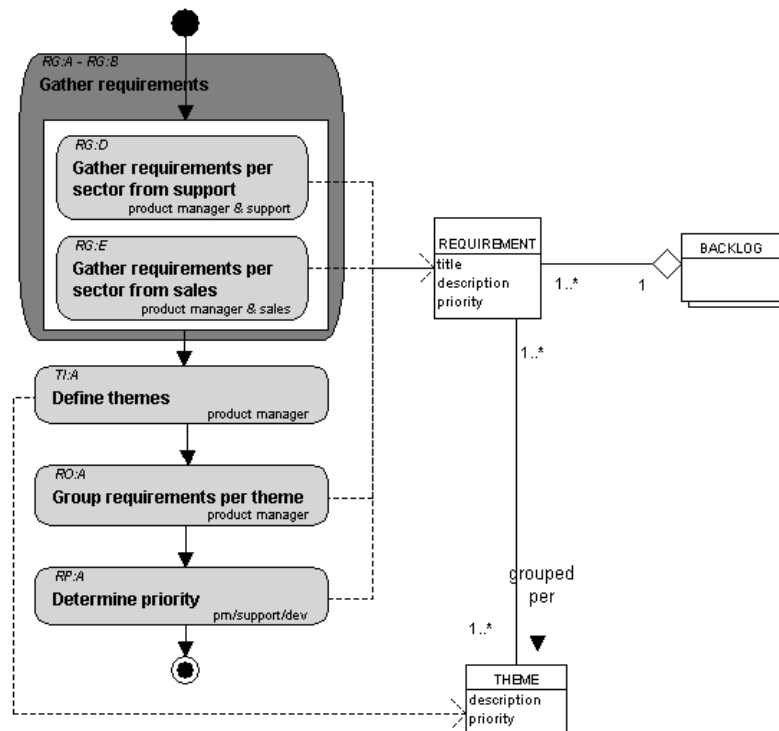 RG:A - RG:B
Gather requirements
RG:D
Gather requirements per
sector from support
product manager & support
RG:E
Gather requirements per
sector from sales
product manager & sales
TI:A
Define themes
product manager
RO:A
Group requirements per theme
product manager
RP:A
Determine priority
pm/support/dev
REQUIREMENT
title
description
priority
1..*
1
BACKLOG
1..*
grouped
per
1..*
THEME
description
priority